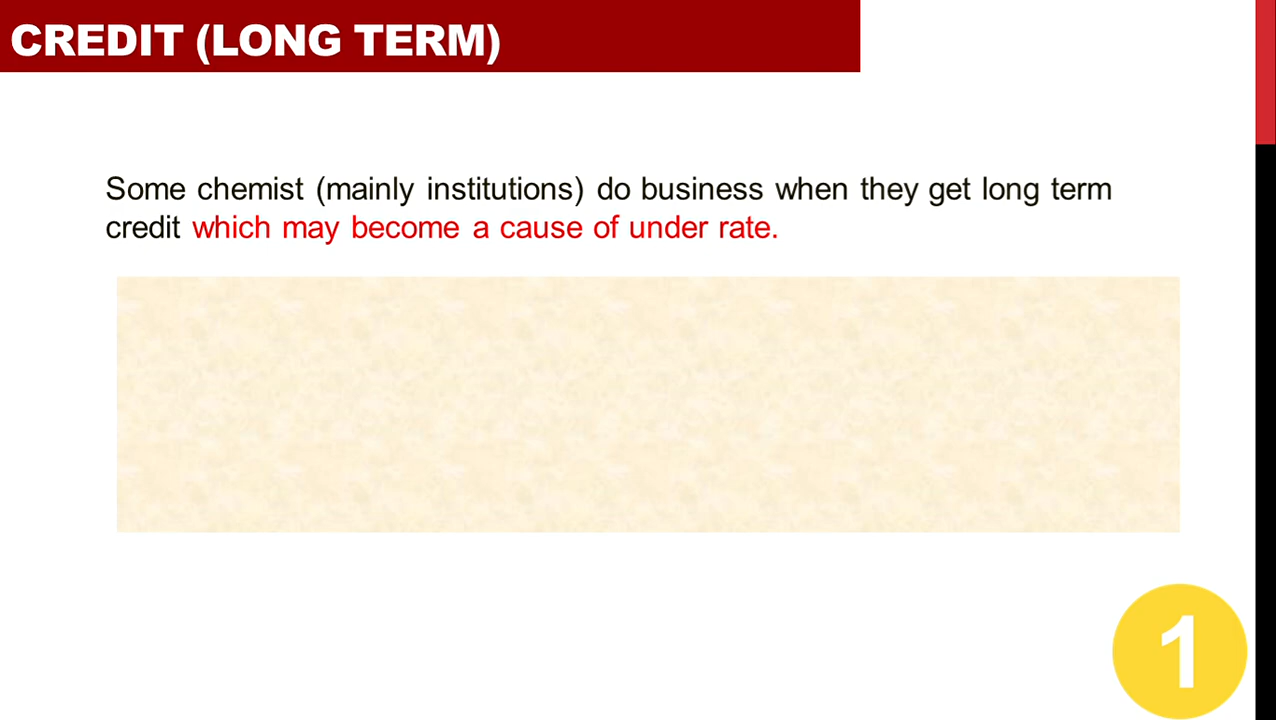 CREDIT (LONG TERM)
Some chemist (mainly institutions) do business when they get long term
credit which may become a cause of under rate.
1